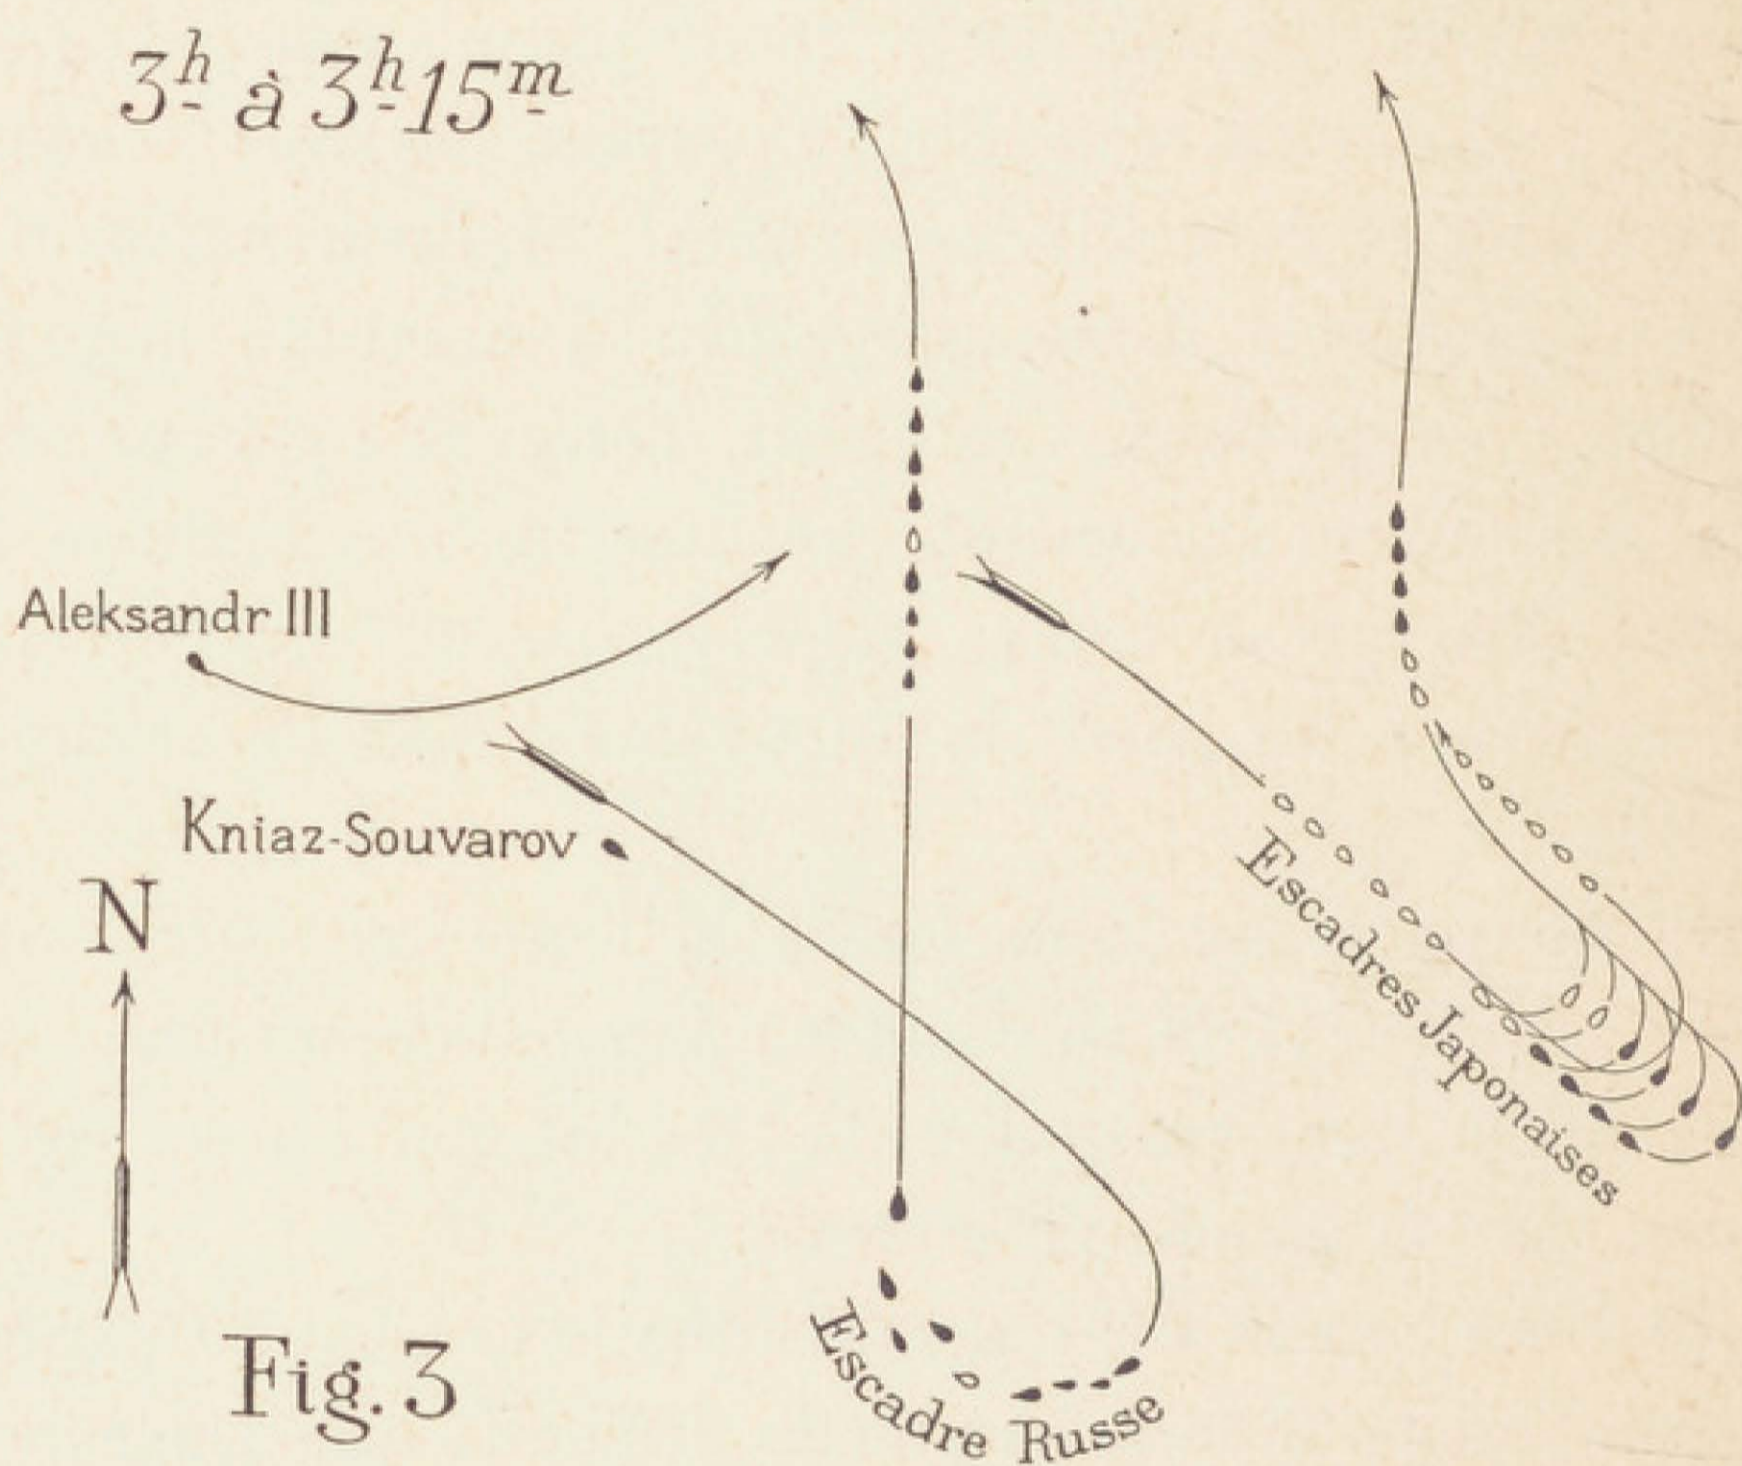 3h à 3h15m
Aleksandr III
Kniaz-Souvarov
N
Escadres Japonaises
Fig. 3
Escadre Russe